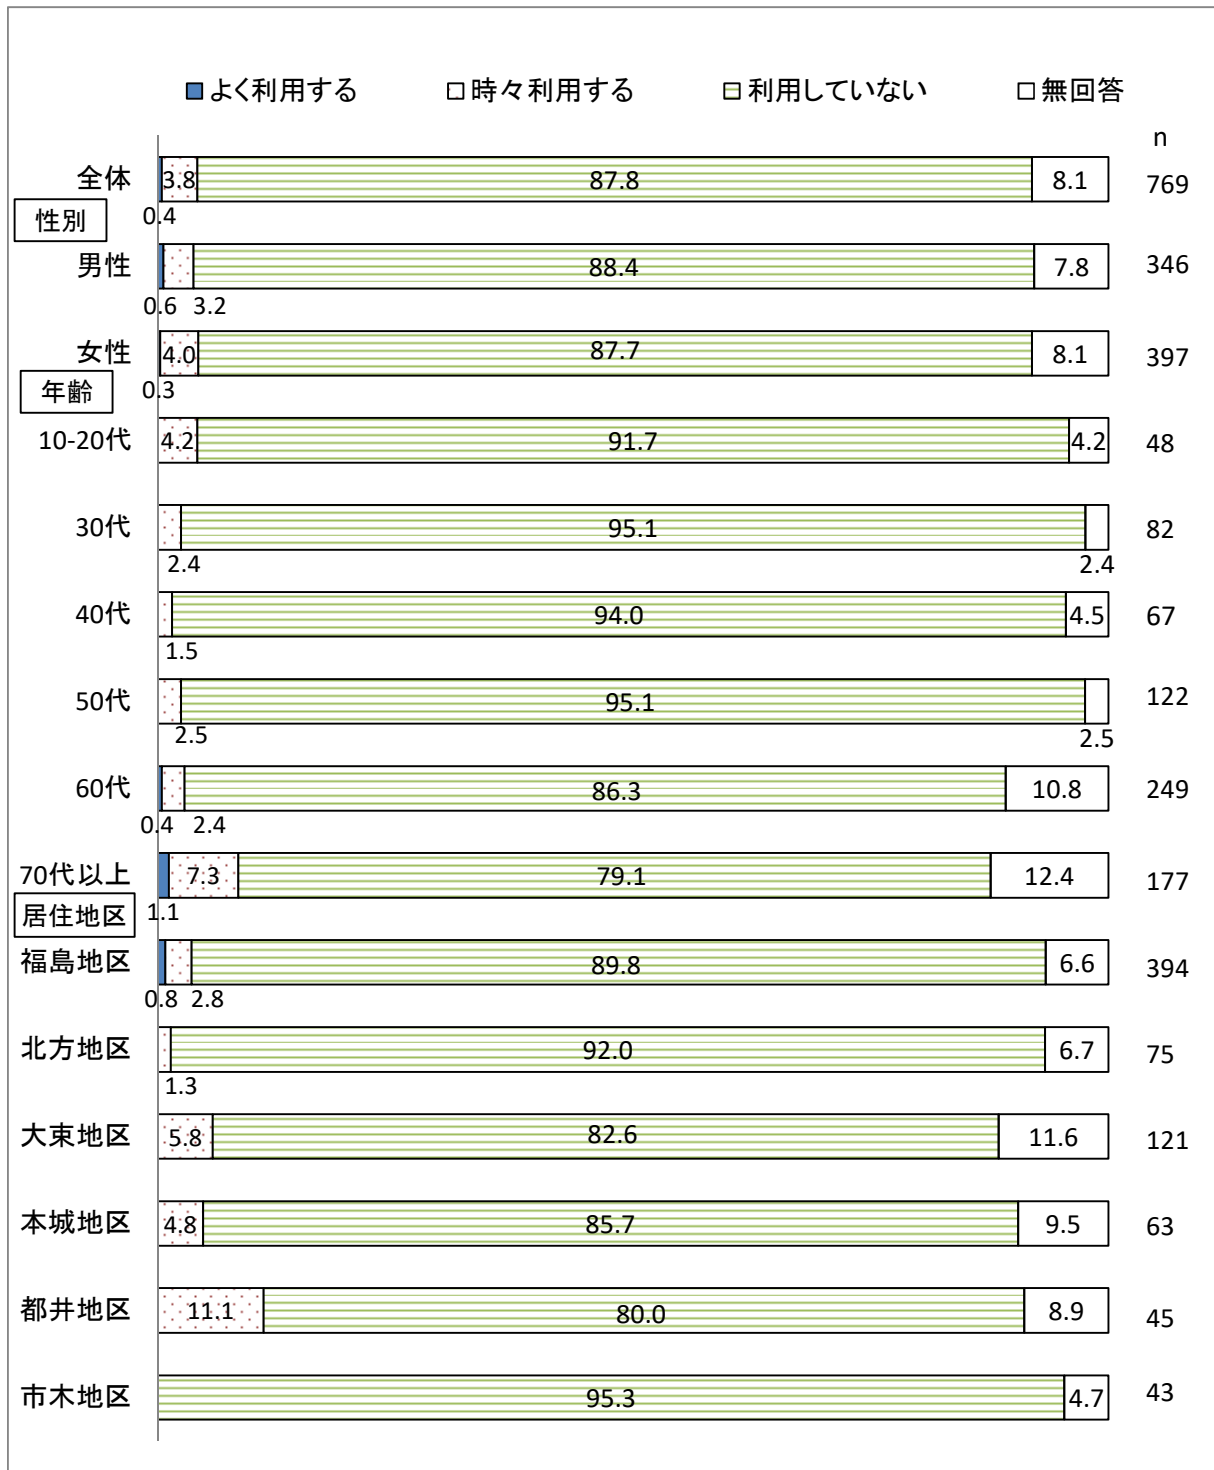 よく利用する 時々利用する 利用していない 無回答
n
全体 3.8 87.8 8.1 769
性別 0.4
男性 88.4 7.8 346
0.6 3.2
女性 4.0 87.7 8.1 397
年齢 0.3
10-20代 4.2 91.7 4.2 48
30代 95.1 82
2.4 2.4
40代 94.0 4.5 67
1.5
50代 95.1 122
2.5 2.5
60代 86.3 10.8 249
0.4 2.4
70代以上 7.3 79.1 12.4 177
居住地区 1.1
福島地区 89.8 6.6 394
0.8 2.8
北方地区 92.0 6.7 75
1.3
大束地区 5.8 82.6 11.6 121
本城地区 4.8 85.7 9.5 63
都井地区 11.1 80.0 8.9 45
市木地区 95.3 4.7 43